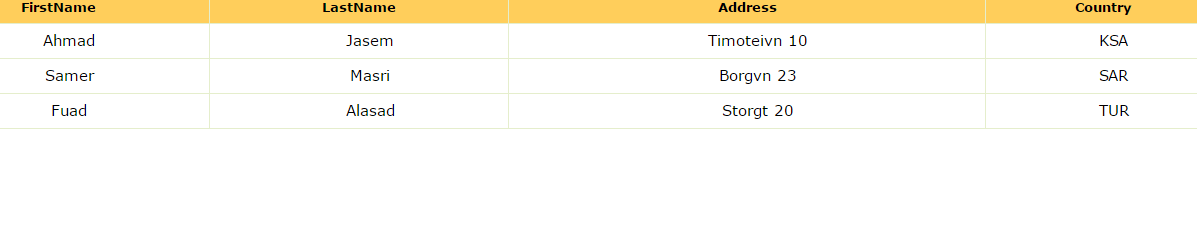 FirstName LastName Address Country
Ahmad Jasem Timoteivn 10 KSA
Samer Masri Borgvn 23 SAR
Fuad Alasad Storgt 20 TUR